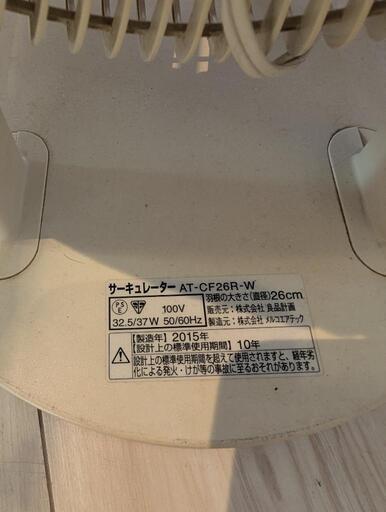 サーキュレーター AT-CF26R-W
羽根の大きさ(直径)26cm
PSE 100V
販売元：株式会社 良品計画
32.5/37W 50/60Hz
製造元：株式会社 メルコエアテック
【製造年】2015年
【設計上の標準使用期間】10年
設計上の標準使用期間を超えて使用されますと、経年劣
化による発火・けが等の事故に至るおそれがあります。